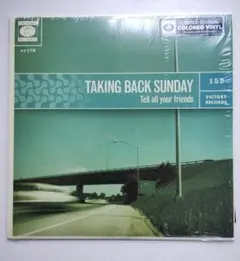 LIMITED EDITION
COLORED VINYL
TAKING BACK SUNDAY
Tell all your friends
VICTORY
RECORDS